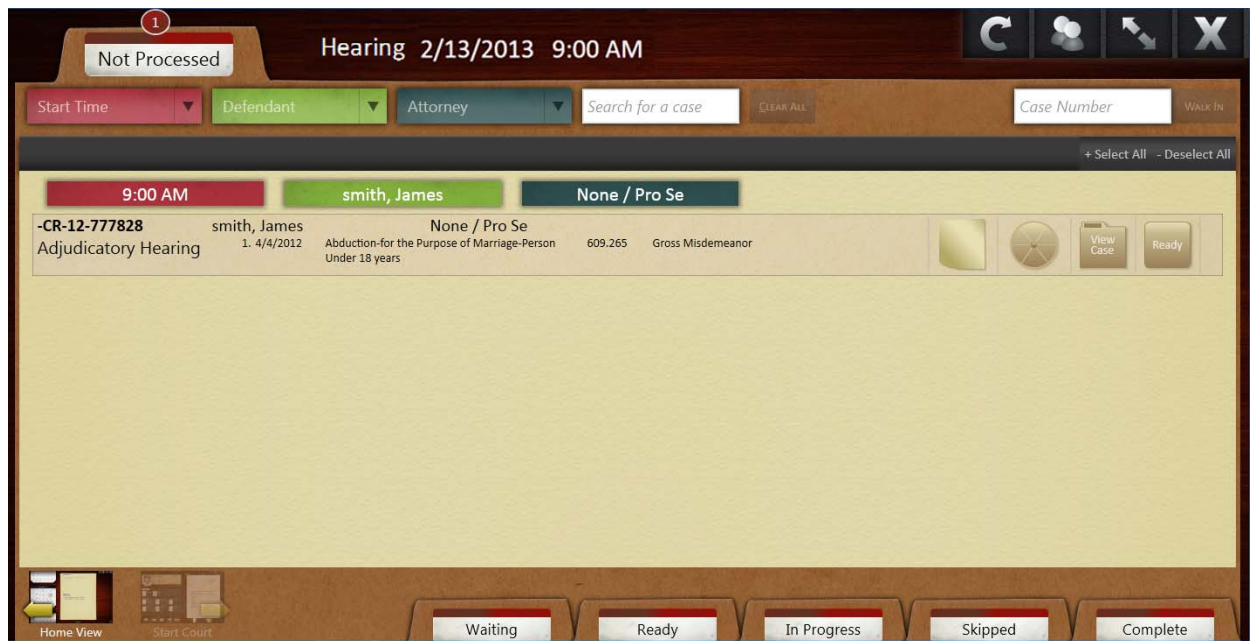 1
Not Processed
Hearing 2/13/2013 9:00 AM
Start Time
Defendant
Attorney
Search for a case
CLEAR ALL
Case Number
WALK IN
+ Select All - Deselect All
9:00 AM
smith, James
None / Pro Se
-CR-12-777828
smith, James
None / Pro Se
Adjudicatory Hearing
1. 4/4/2012
Abduction-for the Purpose of Marriage-Person
Under 18 years
609.265
Gross Misdemeanor
View
Case
Ready
Home View
Start Court
Waiting
Ready
In Progress
Skipped
Complete